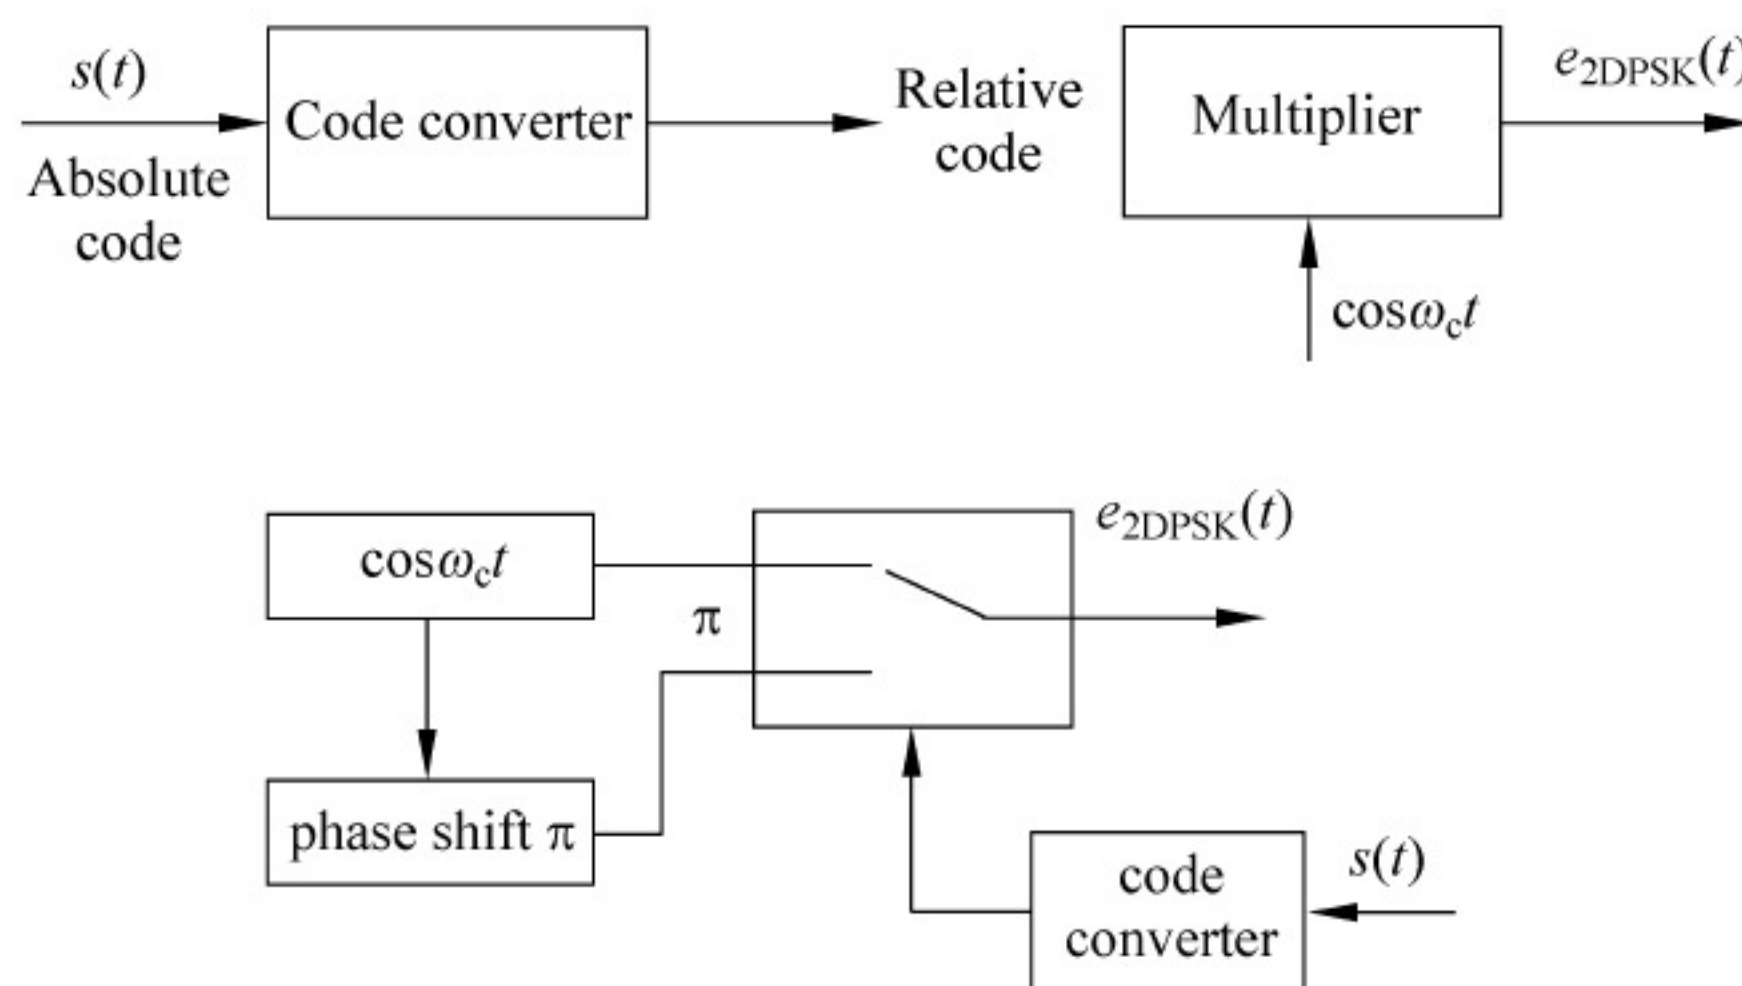 s(t)
Absolute
code
Code converter
Relative
code
Multiplier
e2DPSK(t)
cosωct
cosωct
π
e2DPSK(t)
phase shift π
code
converter
s(t)